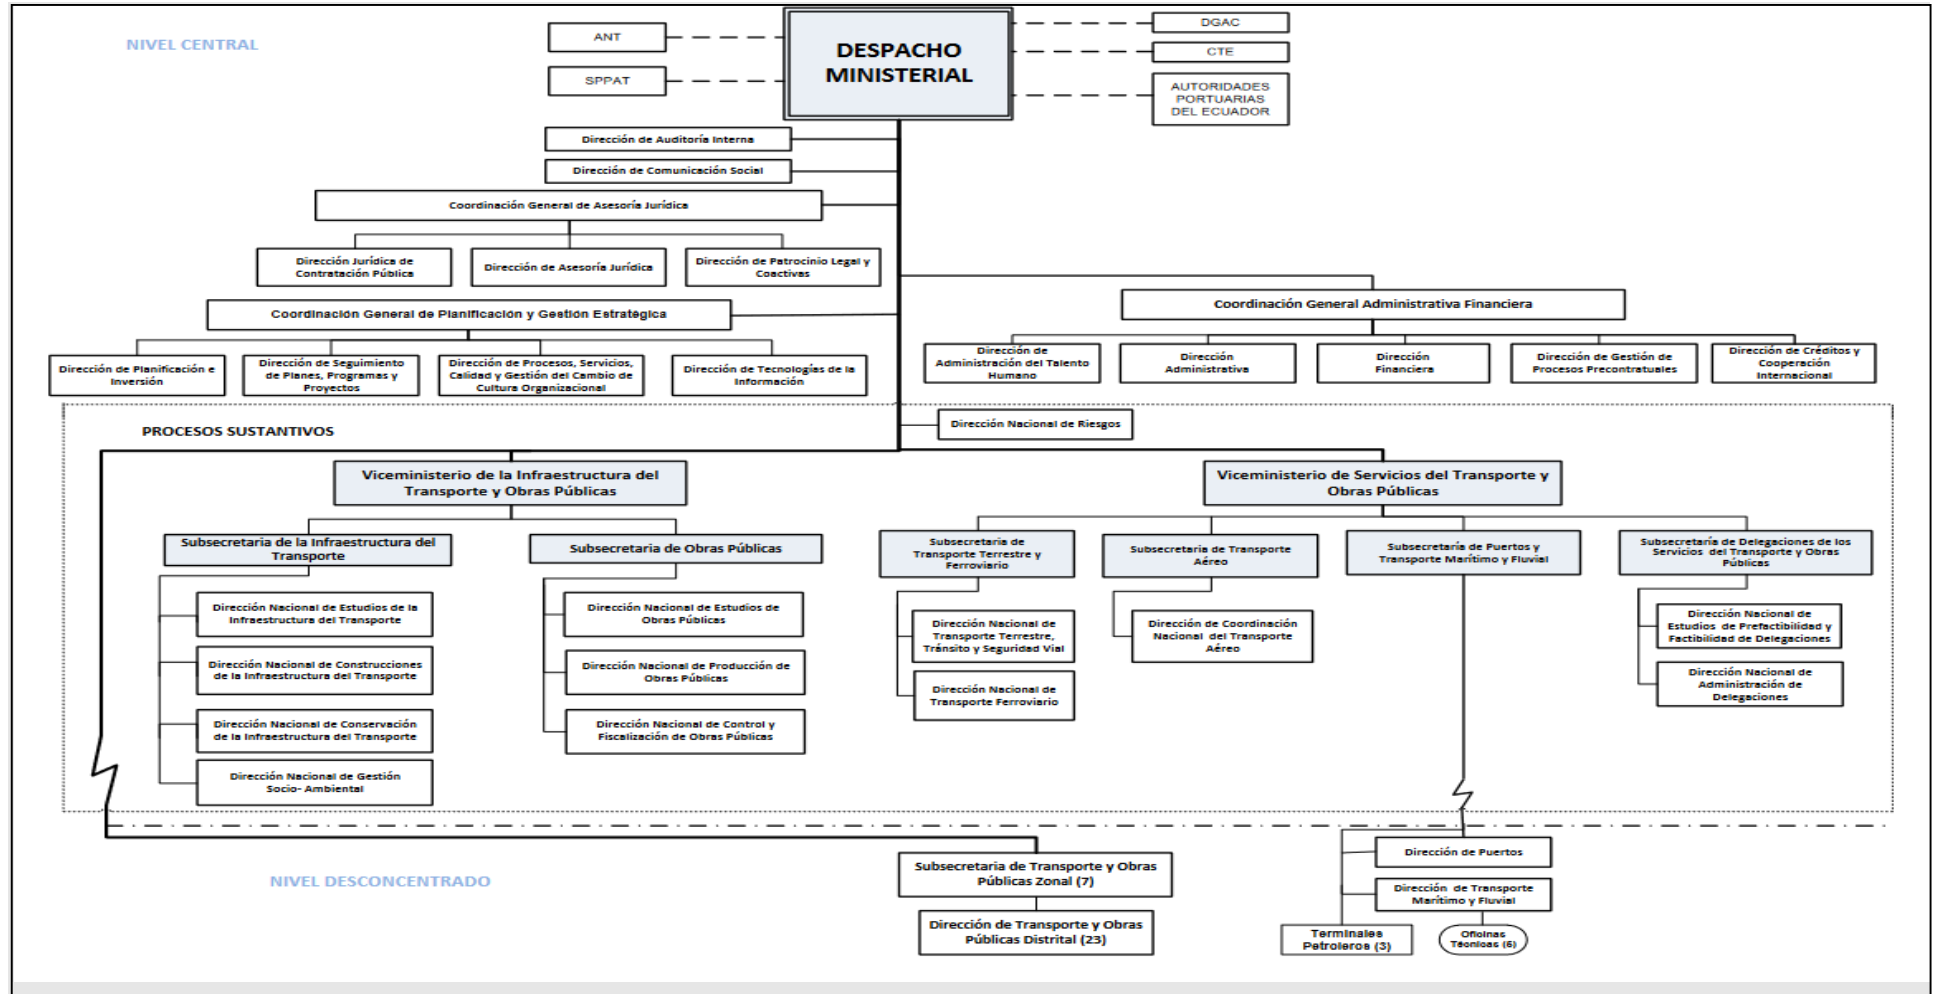 NIVEL CENTRAL
ANT
SPPAT
DESPACHO
MINISTERIAL
DGAC
CTE
AUTORIDADES
PORTUARIAS
DEL ECUADOR
Dirección de Auditoría Interna
Dirección de Comunicación Social
Coordinación General de Asesoría Jurídica
Dirección Jurídica de
Contratación Pública
Dirección de Asesoría Jurídica
Dirección de Patrocinio Legal y
Coactivas
Coordinación General de Planificación y Gestión Estratégica
Dirección de Planificación e
Inversión
Dirección de Seguimiento
de Planes, Programas y
Proyectos
Dirección de Procesos, Servicios,
Calidad y Gestión del Cambio de
Cultura Organizacional
Dirección de Tecnologías de la
Información
Coordinación General Administrativa Financiera
Dirección de
Administración del Talento
Humano
Dirección
Administrativa
Dirección
Financiera
Dirección de Gestión de
Procesos Precontratuales
Dirección de Créditos y
Cooperación
Internacional
PROCESOS SUSTANTIVOS
Dirección Nacional de Riesgos
Viceministerio de la Infraestructura del
Transporte y Obras Públicas
Viceministerio de Servicios del Transporte y
Obras Públicas
Subsecretaria de la Infraestructura del
Transporte
Subsecretaria de Obras Públicas
Subsecretaria de
Transporte Terrestre y
Ferroviario
Subsecretaria de Transporte
Aéreo
Subsecretaría de Puertos y
Transporte Marítimo y Fluvial
Subsecretaría de Delegaciones de los
Servicios del Transporte y Obras
Públicas
Dirección Nacional de Estudios de la
Infraestructura del Transporte
Dirección Nacional de Construcciones
de la Infraestructura del Transporte
Dirección Nacional de Conservación
de la Infraestructura del Transporte
Dirección Nacional de Gestión
Socio- Ambiental
Dirección Nacional de Estudios de
Obras Públicas
Dirección Nacional de Producción de
Obras Públicas
Dirección Nacional de Control y
Fiscalización de Obras Públicas
Dirección Nacional de
Transporte Terrestre,
Tránsito y Seguridad Vial
Dirección Nacional de
Transporte Ferroviario
Dirección de Coordinación
Nacional del Transporte
Aéreo
Dirección Nacional de
Estudios de Prefactibilidad y
Factibilidad de Delegaciones
Dirección Nacional de
Administración de
Delegaciones
NIVEL DESCONCENTRADO
Subsecretaria de Transporte y Obras
Públicas Zonal (7)
Dirección de Transporte y Obras
Públicas Distrital (23)
Dirección de Puertos
Dirección de Transporte
Marítimo y Fluvial
Terminales
Petroleros (3)
Oficinas
Técnicas (6)